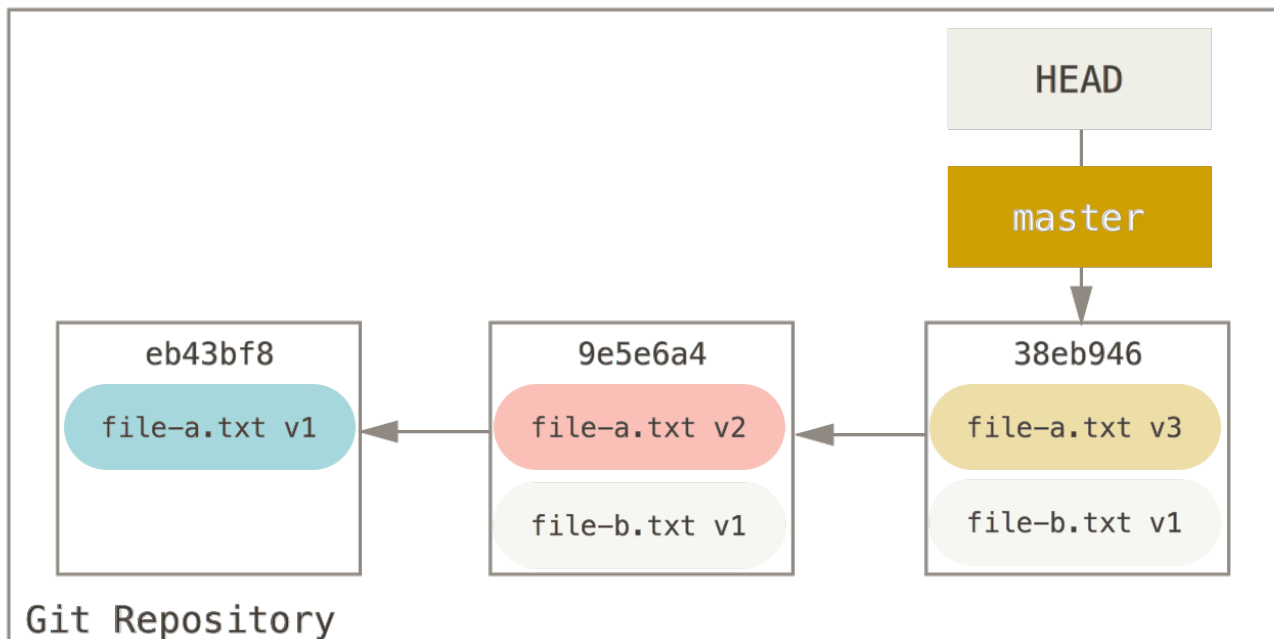 HEAD
master
eb43bf8
9e5e6a4
38eb946
file-a.txt v1
file-a.txt v2
file-a.txt v3
file-b.txt v1
file-b.txt v1
Git Repository